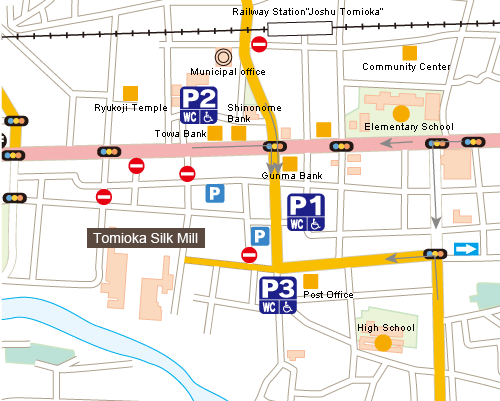 Railway Station"Joshu Tomioka"
Municipal office
Community Center
Ryukoji Temple
P2
WC
Shinonome
Bank
Towa Bank
Elementary School
Gunma Bank
P
P1
WC
P
Tomioka Silk Mill
P3
WC
Post Office
High School